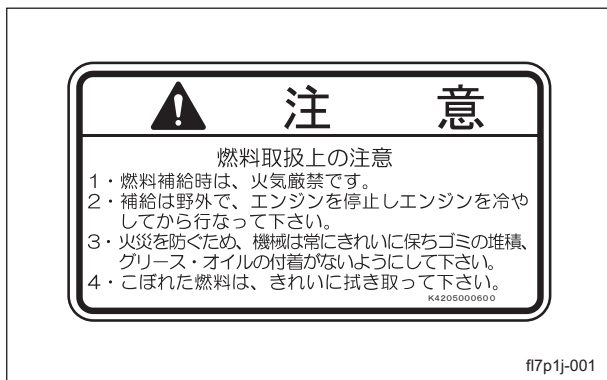 注 意
燃料取扱上の注意
1・燃料補給時は、火気厳禁です。
2・補給は野外で、エンジンを停止しエンジンを冷や
してから行なって下さい。
3・火災を防ぐため、機械は常にきれいに保ちゴミの堆積、
グリース・オイルの付着がないようにして下さい。
4・こぼれた燃料は、きれいに拭き取って下さい。
K4205000600
fl7p1j-001